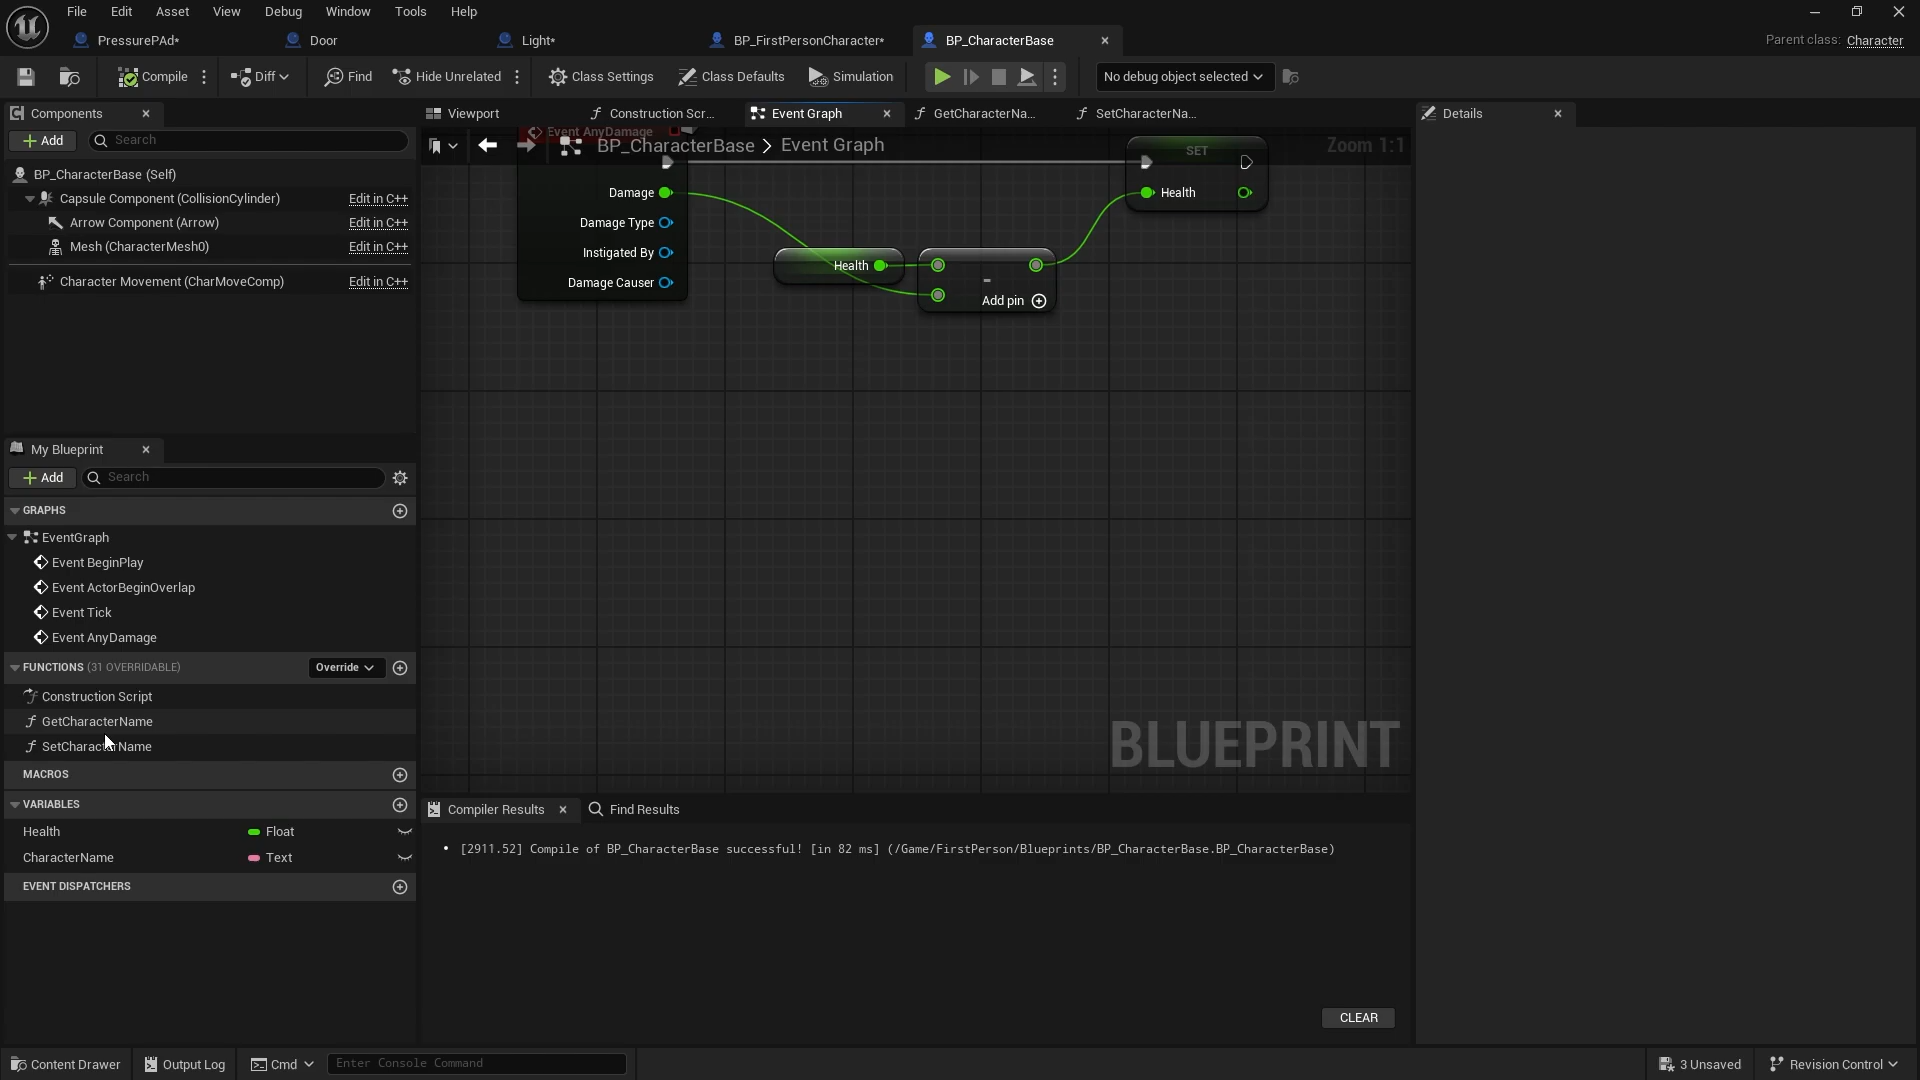 File Edit Asset View Debug Window Tools Help
PressurePAd* Door Light* BP_FirstPersonCharacter* BP_CharacterBase
Parent class: Character
Compile Diff Find Hide Unrelated Class Settings Class Defaults Simulation No debug object selected
Components
Add Search
BP_CharacterBase (Self)
Capsule Component (CollisionCylinder) Edit in C++
Arrow Component (Arrow) Edit in C++
Mesh (CharacterMesh0) Edit in C++
Character Movement (CharMoveComp) Edit in C++
My Blueprint
Add Search
GRAPHS
EventGraph
Event BeginPlay
Event ActorBeginOverlap
Event Tick
Event AnyDamage
FUNCTIONS (31 OVERRIDABLE) Override
Construction Script
GetCharacterName
SetCharacterName
MACROS
VARIABLES
Health Float
CharacterName Text
EVENT DISPATCHERS
Viewport Construction Scr... Event Graph GetCharacterNa... SetCharacterNa...
Event AnyDamage
BP_CharacterBase > Event Graph
Zoom 1:1
SET
Damage
Damage Type
Instigated By
Damage Causer
Health
-
Add pin
Health
BLUEPRINT
Compiler Results Find Results
• [2911.52] Compile of BP_CharacterBase successful! [in 82 ms] (/Game/FirstPerson/Blueprints/BP_CharacterBase.BP_CharacterBase)
CLEAR
Details
Content Drawer Output Log Cmd Enter Console Command 3 Unsaved Revision Control